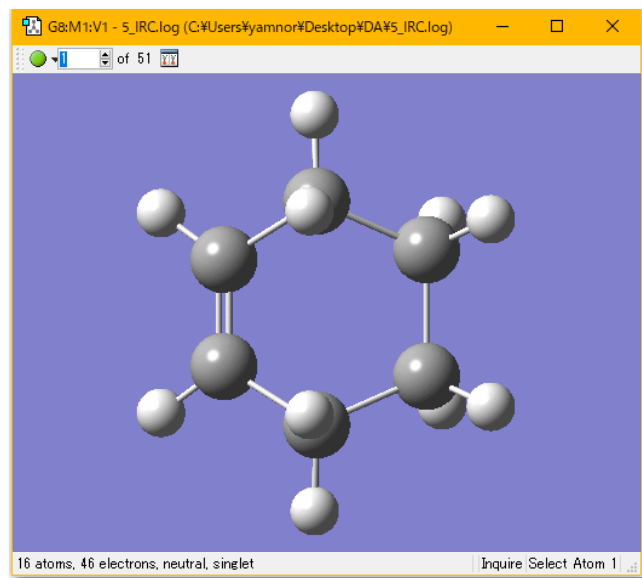 G8:M1:V1 - 5_IRC.log (C:¥Users¥yamnor¥Desktop¥DA¥5_IRC.log)
1 of 51
16 atoms, 46 electrons, neutral, singlet Inquire Select Atom 1